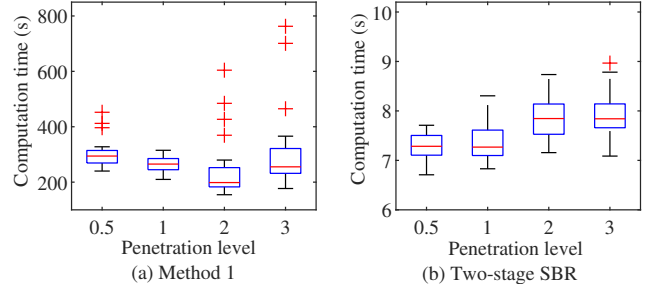 Computation time (s)
800
600
400
200
0.5 1 2 3
Penetration level
(a) Method 1
Computation time (s)
10
9
8
7
6
0.5 1 2 3
Penetration level
(b) Two-stage SBR